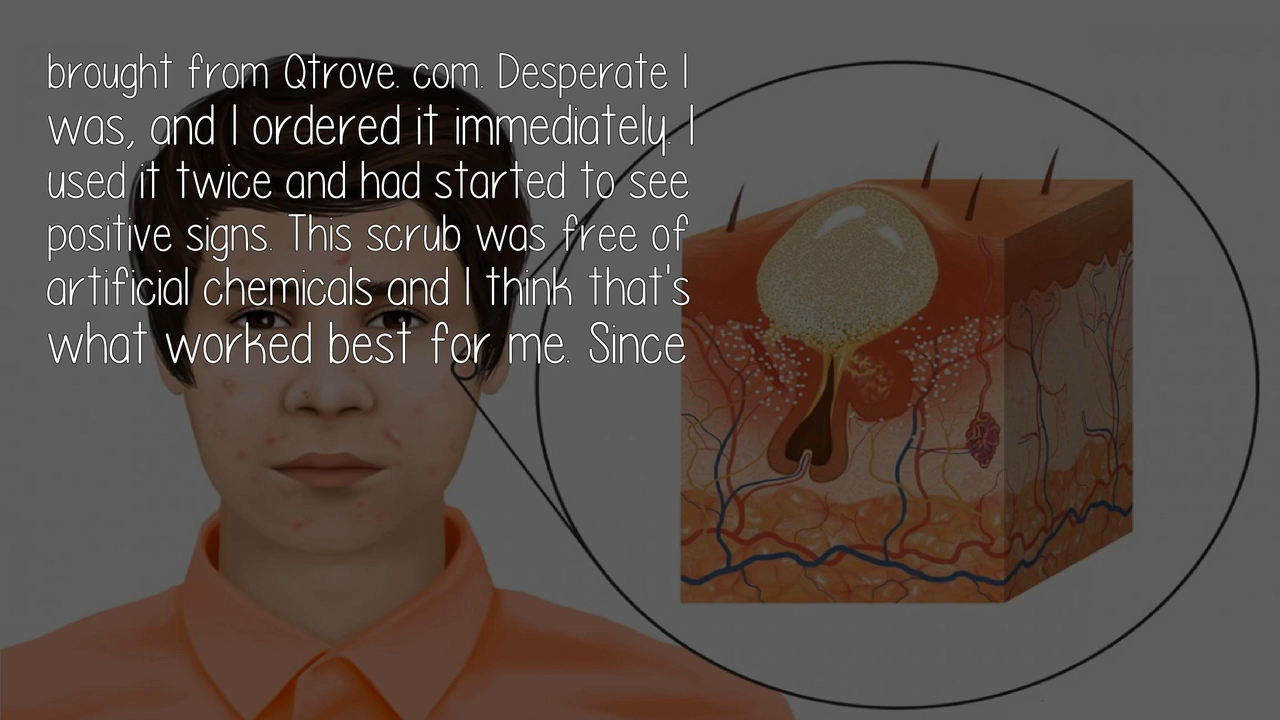 brought from Qtrove. com. Desperate I
was, and I ordered it immediately. I
used it twice and had started to see
positive signs. This scrub was free of
artificial chemicals and I think that's
what worked best for me. Since